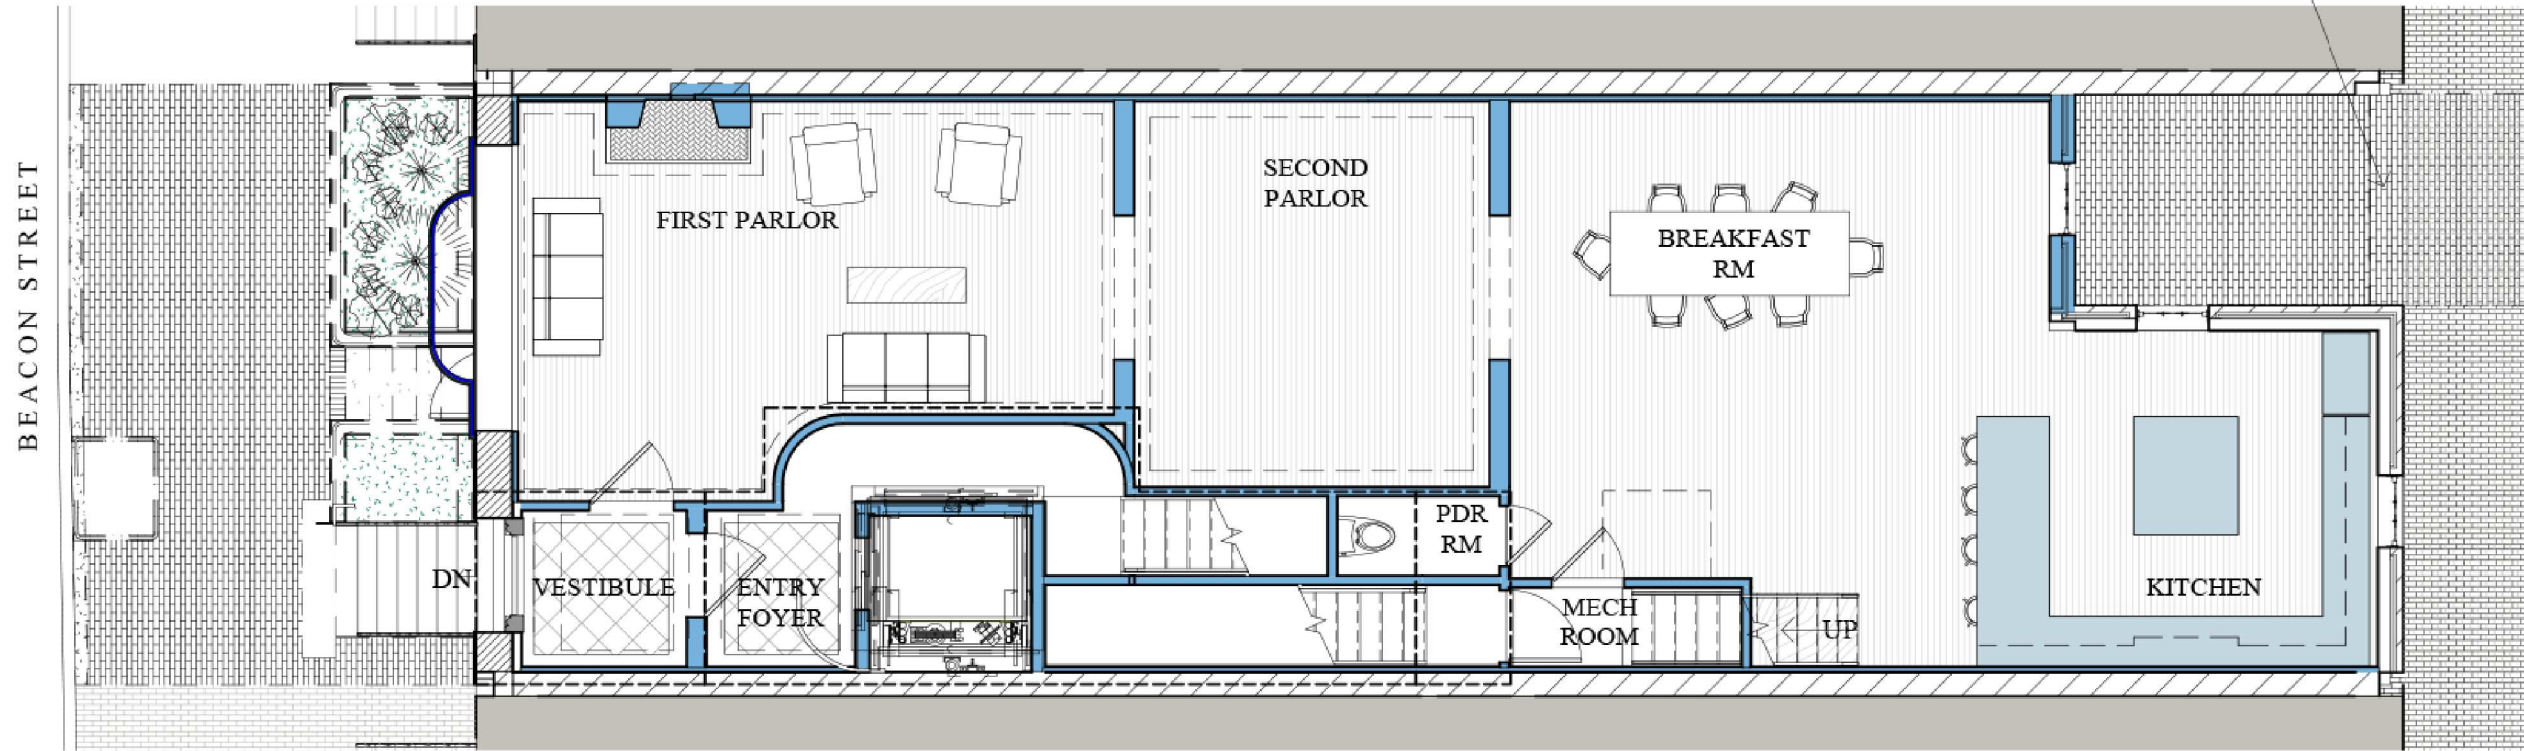 BEACON STREET
FIRST PARLOR
SECOND
PARLOR
BREAKFAST
RM
DN
VESTIBULE
ENTRY
FOYER
PDR
RM
MECH
ROOM
UP
KITCHEN